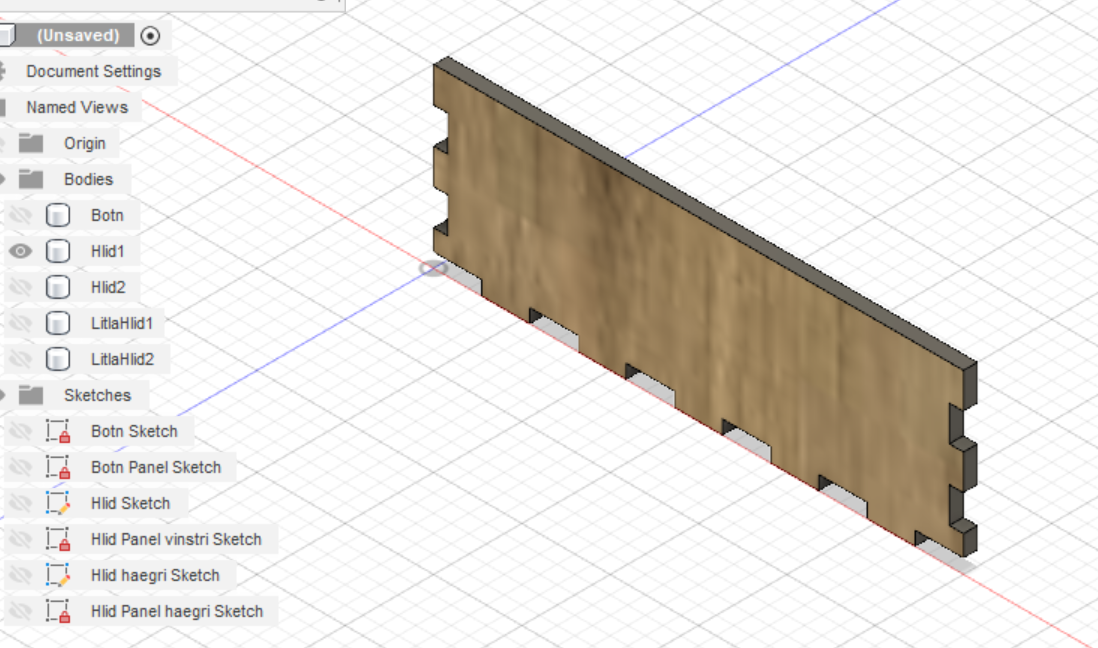 (Unsaved)
Document Settings
Named Views
Origin
Bodies
Botn
Hlid1
Hlid2
LitlaHlid1
LitlaHlid2
Sketches
Botn Sketch
Botn Panel Sketch
Hlid Sketch
Hlid Panel vinstri Sketch
Hlid haegri Sketch
Hlid Panel haegri Sketch